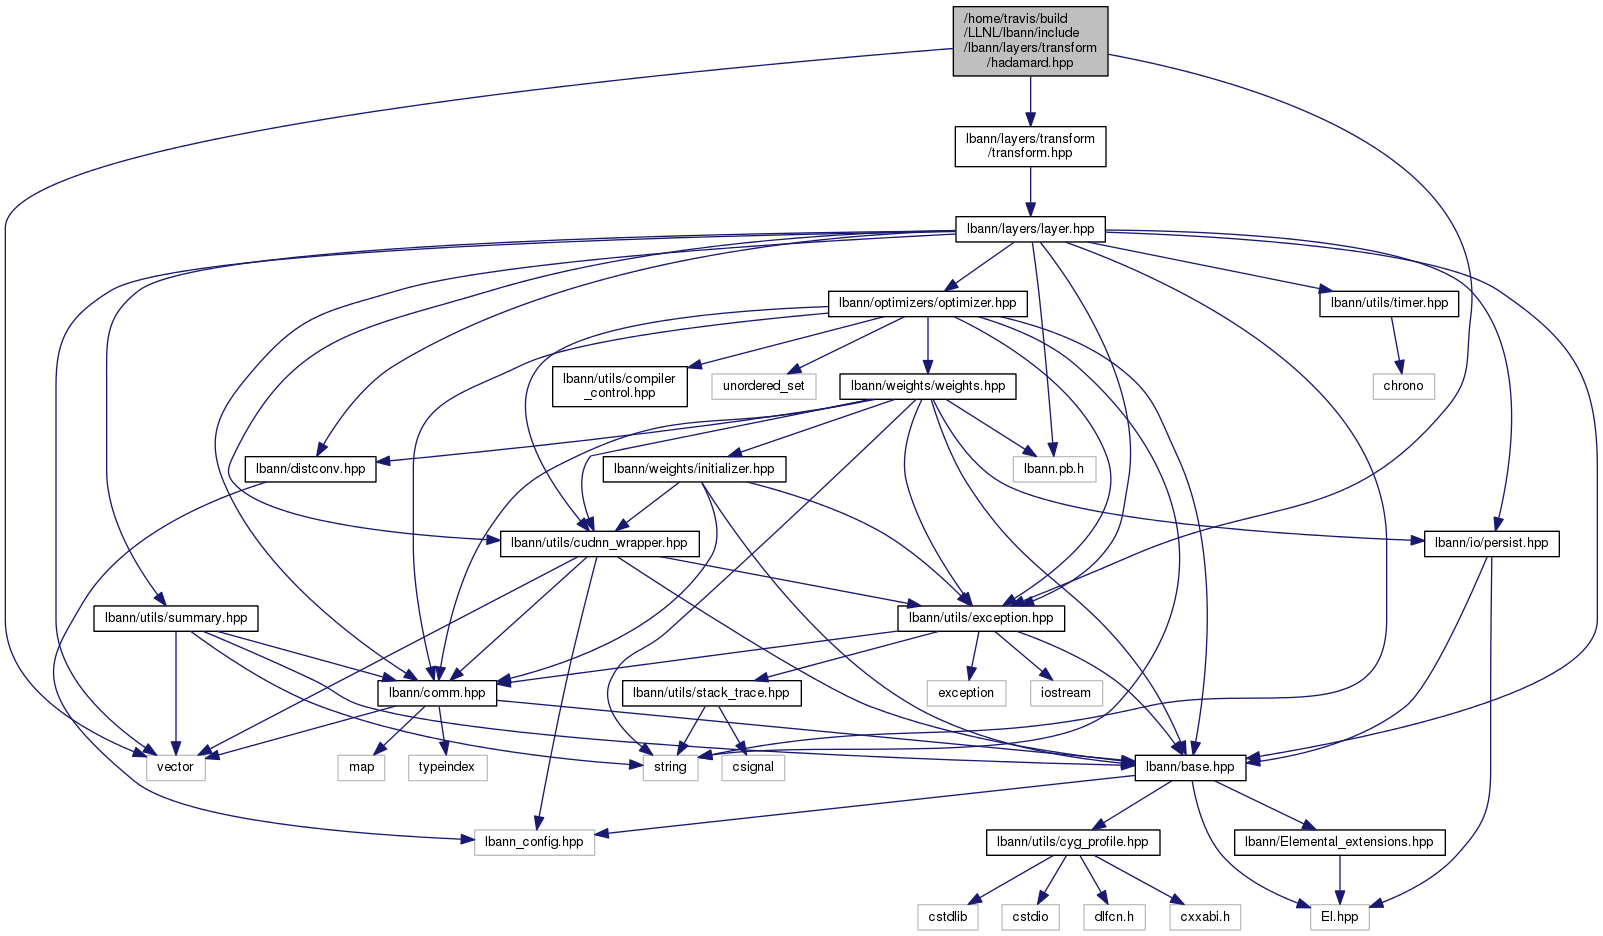 /home/travis/build
/LLNL/lbann/include
/lbann/layers/transform
/hadamard.hpp
lbann/layers/transform
/transform.hpp
lbann/layers/layer.hpp
lbann/optimizers/optimizer.hpp
lbann/utils/timer.hpp
lbann/utils/compiler
_control.hpp
unordered_set
lbann/weights/weights.hpp
chrono
lbann/distconv.hpp
lbann/weights/initializer.hpp
lbann.pb.h
lbann/utils/cudnn_wrapper.hpp
lbann/io/persist.hpp
lbann/utils/summary.hpp
lbann/utils/exception.hpp
lbann/comm.hpp
lbann/utils/stack_trace.hpp
exception
iostream
vector
map
typeindex
string
csignal
lbann/base.hpp
lbann_config.hpp
lbann/utils/cyg_profile.hpp
lbann/Elemental_extensions.hpp
cstdlib
cstdio
dlfcn.h
cxxabi.h
El.hpp